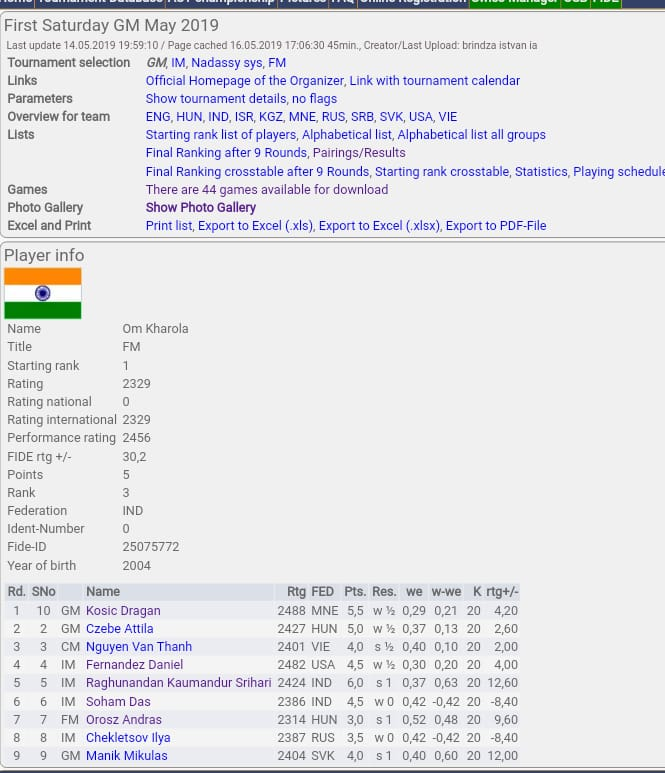 Home Tournament Database AUT championship Pictures FAQ Online Registration Swiss-Manager ECU FIDE
First Saturday GM May 2019
Last update 14.05.2019 19:59:10 / Page cached 16.05.2019 17:06:30 45min., Creator/Last Upload: brindza istvan ia
Tournament selection GM, IM, Nadassy sys, FM
Links Official Homepage of the Organizer, Link with tournament calendar
Parameters Show tournament details, no flags
Overview for team ENG, HUN, IND, ISR, KGZ, MNE, RUS, SRB, SVK, USA, VIE
Lists Starting rank list of players, Alphabetical list, Alphabetical list all groups
Final Ranking after 9 Rounds, Pairings/Results
Final Ranking crosstable after 9 Rounds, Starting rank crosstable, Statistics, Playing schedule
Games There are 44 games available for download
Photo Gallery Show Photo Gallery
Excel and Print Print list, Export to Excel (.xls), Export to Excel (.xlsx), Export to PDF-File
Player info
Name Om Kharola
Title FM
Starting rank 1
Rating 2329
Rating national 0
Rating international 2329
Performance rating 2456
FIDE rtg +/- 30,2
Points 5
Rank 3
Federation IND
Ident-Number 0
Fide-ID 25075772
Year of birth 2004
Rd. SNo Name Rtg FED Pts. Res. we w-we K rtg+/-
1 10 GM Kosic Dragan 2488 MNE 5,5 w ½ 0,29 0,21 20 4,20
2 2 GM Czebe Attila 2427 HUN 5,0 w ½ 0,37 0,13 20 2,60
3 3 CM Nguyen Van Thanh 2401 VIE 4,0 s ½ 0,40 0,10 20 2,00
4 4 IM Fernandez Daniel 2482 USA 4,5 w ½ 0,30 0,20 20 4,00
5 5 IM Raghunandan Kaumandur Srihari 2424 IND 6,0 s 1 0,37 0,63 20 12,60
6 6 IM Soham Das 2386 IND 4,5 w 0 0,42 -0,42 20 -8,40
7 7 FM Orosz Andras 2314 HUN 3,0 s 1 0,52 0,48 20 9,60
8 8 IM Chekletsov Ilya 2387 RUS 3,5 w 0 0,42 -0,42 20 -8,40
9 9 GM Manik Mikulas 2404 SVK 4,0 s 1 0,40 0,60 20 12,00